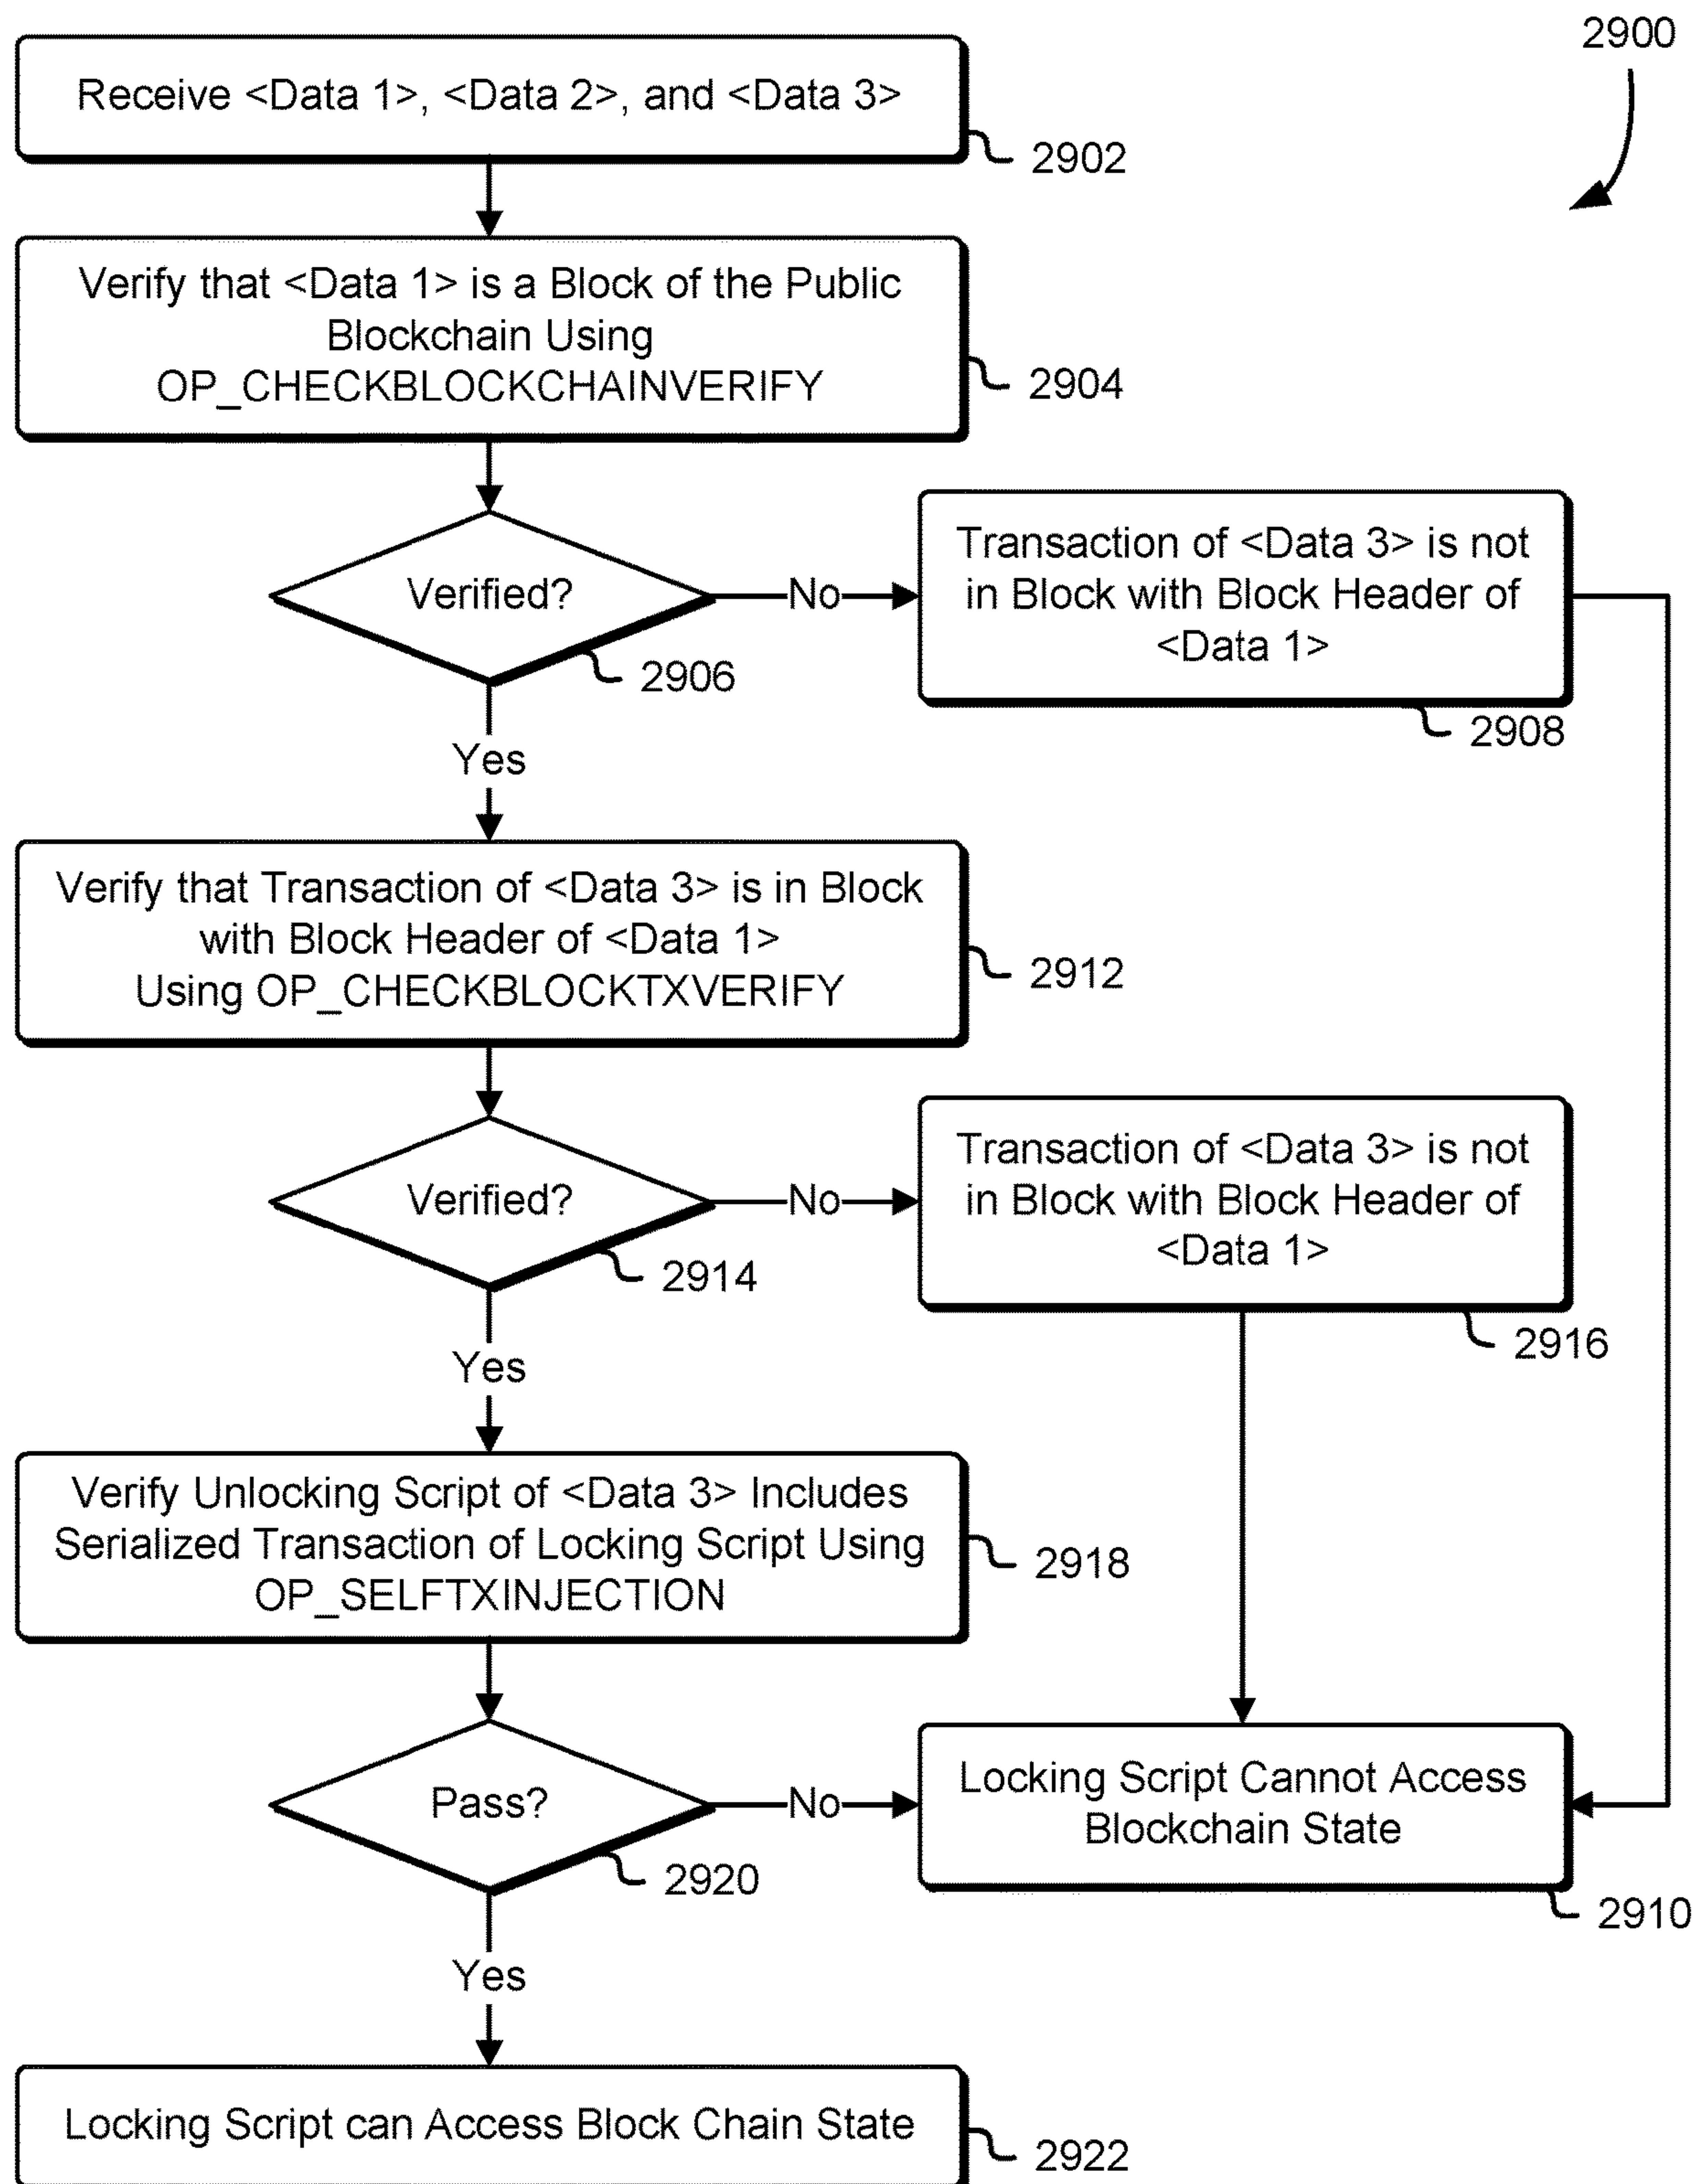 2900
Receive <Data 1>, <Data 2>, and <Data 3>
2902
Verify that <Data 1> is a Block of the Public
Blockchain Using
OP_CHECKBLOCKCHAINVERIFY
2904
Verified?
No
2906
Transaction of <Data 3> is not
in Block with Block Header of
<Data 1>
2908
Yes
Verify that Transaction of <Data 3> is in Block
with Block Header of <Data 1>
Using OP_CHECKBLOCKTXVERIFY
2912
Verified?
No
2914
Transaction of <Data 3> is not
in Block with Block Header of
<Data 1>
2916
Yes
Verify Unlocking Script of <Data 3> Includes
Serialized Transaction of Locking Script Using
OP_SELFTXINJECTION
2918
Pass?
No
2920
Locking Script Cannot Access
Blockchain State
2910
Yes
Locking Script can Access Block Chain State
2922